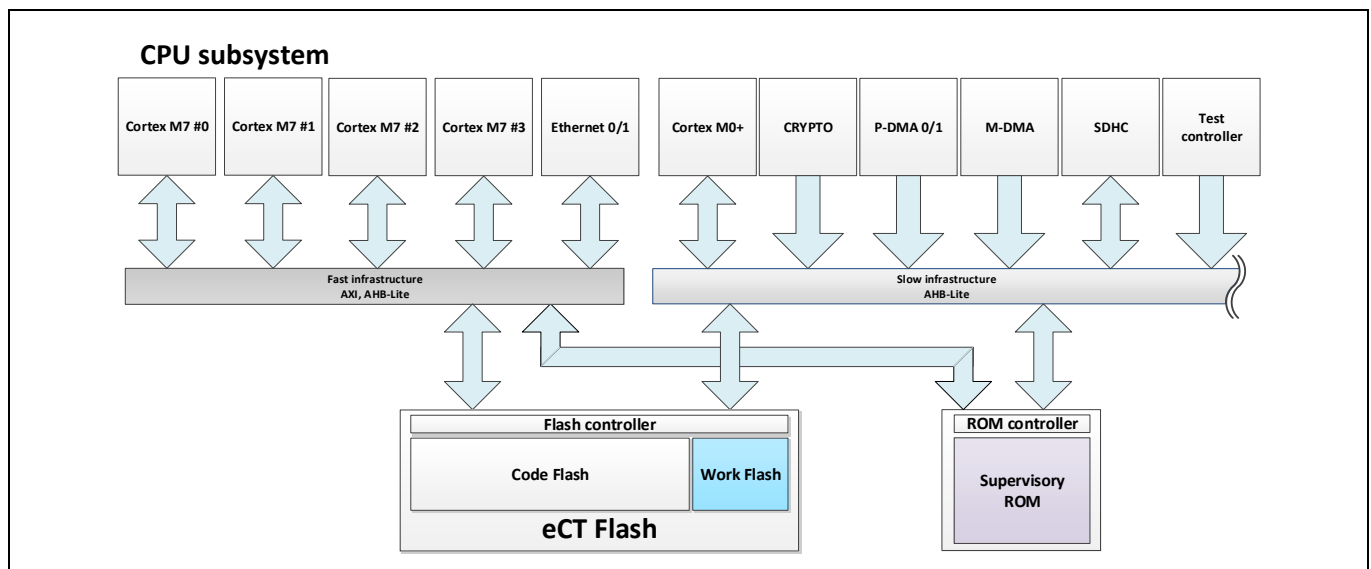 CPU subsystem
Cortex M7 #0
Cortex M7 #1
Cortex M7 #2
Cortex M7 #3
Ethernet 0/1
Cortex M0+
CRYPTO
P-DMA 0/1
M-DMA
SDHC
Test
controller
Fast infrastructure
AXI, AHB-Lite
Slow infrastructure
AHB-Lite
Flash controller
Code Flash
Work Flash
eCT Flash
ROM controller
Supervisory
ROM